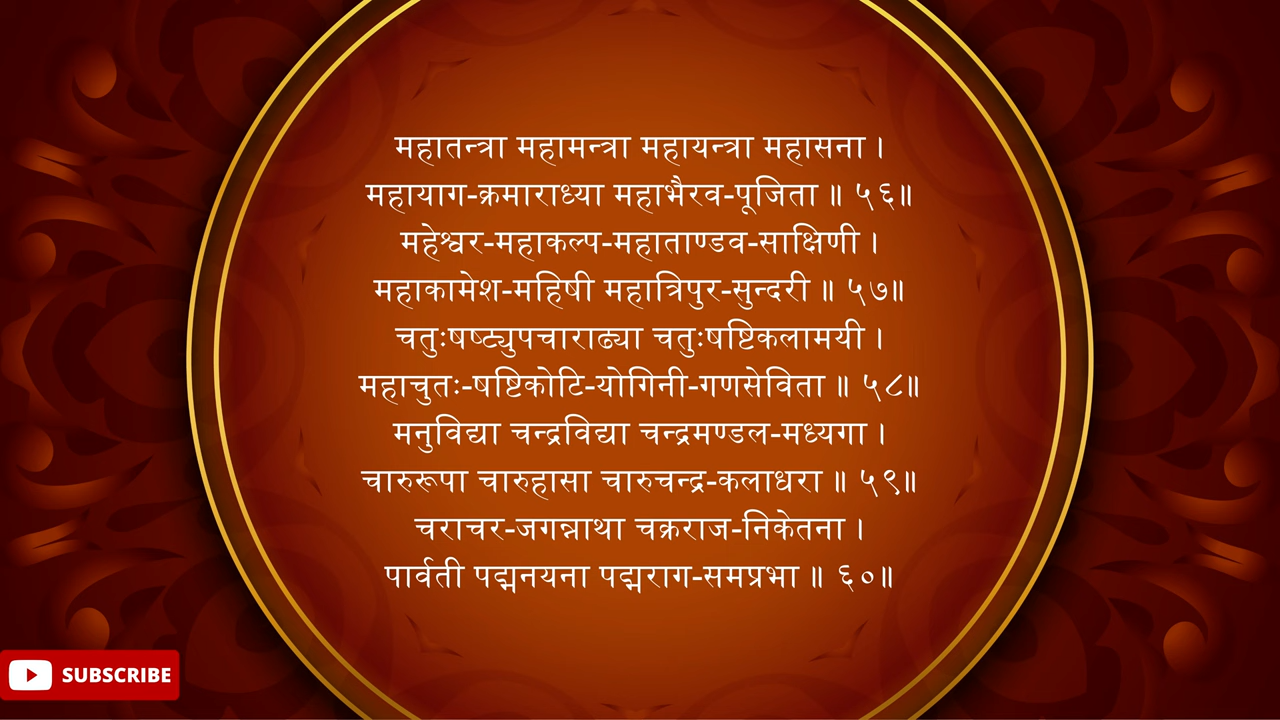 महातन्त्रा महामन्त्रा महायन्त्रा महासना ।
महायाग-क्रमाराध्या महाभैरव-पूजिता ॥ ५६॥
महेश्वर-महाकल्प-महाताण्डव-साक्षिणी ।
महाकामेश-महिषी महात्रिपुर-सुन्दरी ॥ ५७॥
चतुःषष्ट्युपचाराढ्या चतुःषष्टिकलामयी ।
महाचुतः-षष्टिकोटि-योगिनी-गणसेविता ॥ ५८॥
मनुविद्या चन्द्रविद्या चन्द्रमण्डल-मध्यगा ।
चारुरूपा चारुहासा चारुचन्द्र-कलाधरा ॥ ५९॥
चराचर-जगन्नाथा चक्रराज-निकेतना ।
पार्वती पद्मनयना पद्मराग-समप्रभा ॥ ६०॥
SUBSCRIBE